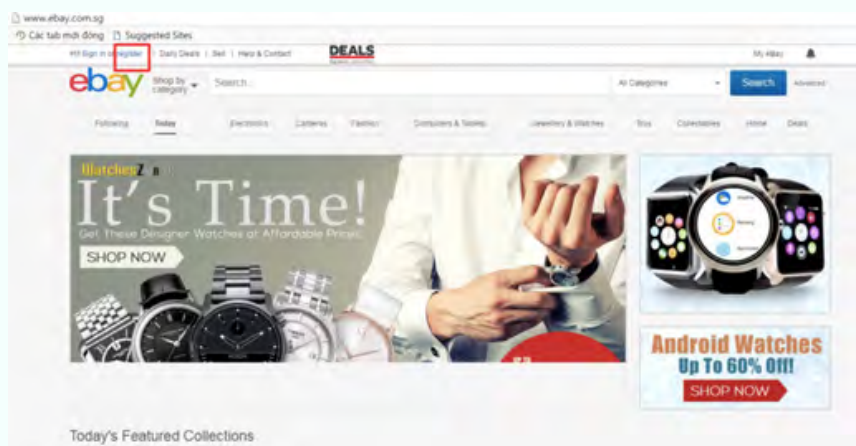 www.ebay.com.sg
Các tab mới đóng Suggested Sites
Hi! Sign in or register | Daily Deals | Sell | Help & Contact DEALS My eBay
ebay Shop by category Search... All Categories Search Advanced
Following Today Electronics Cameras Fashion Computers & Tablets Jewellery & Watches Toys Collectables Home Deals
It's Time!
Get These Designer Watches at Affordable Prices.
SHOP NOW
Android Watches
Up To 60% Off!
SHOP NOW
Today's Featured Collections